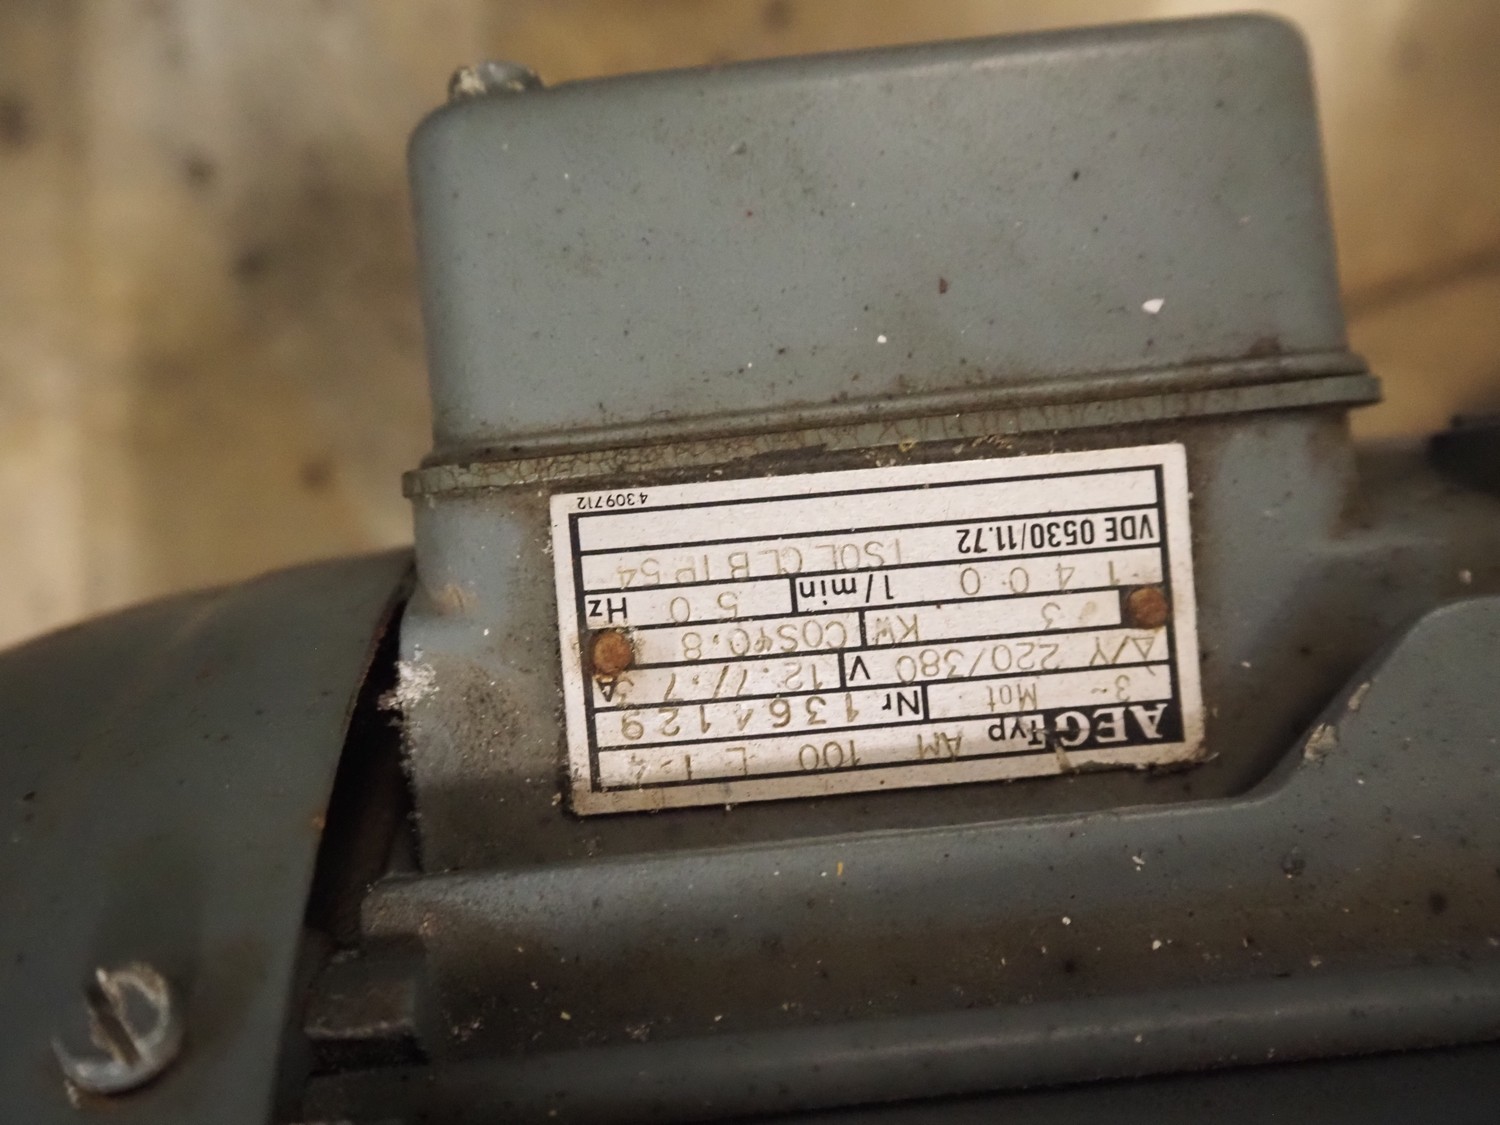 AEG Typ AM 100 L 1-4
3~ Mot Nr 1364129
Δ/Y 220/380 V 12.7/7.3 A
3 KW COSφ0.8
1400 1/min 50 Hz
VDE 0530/11.72 ISOL CL B IP 54
4309712